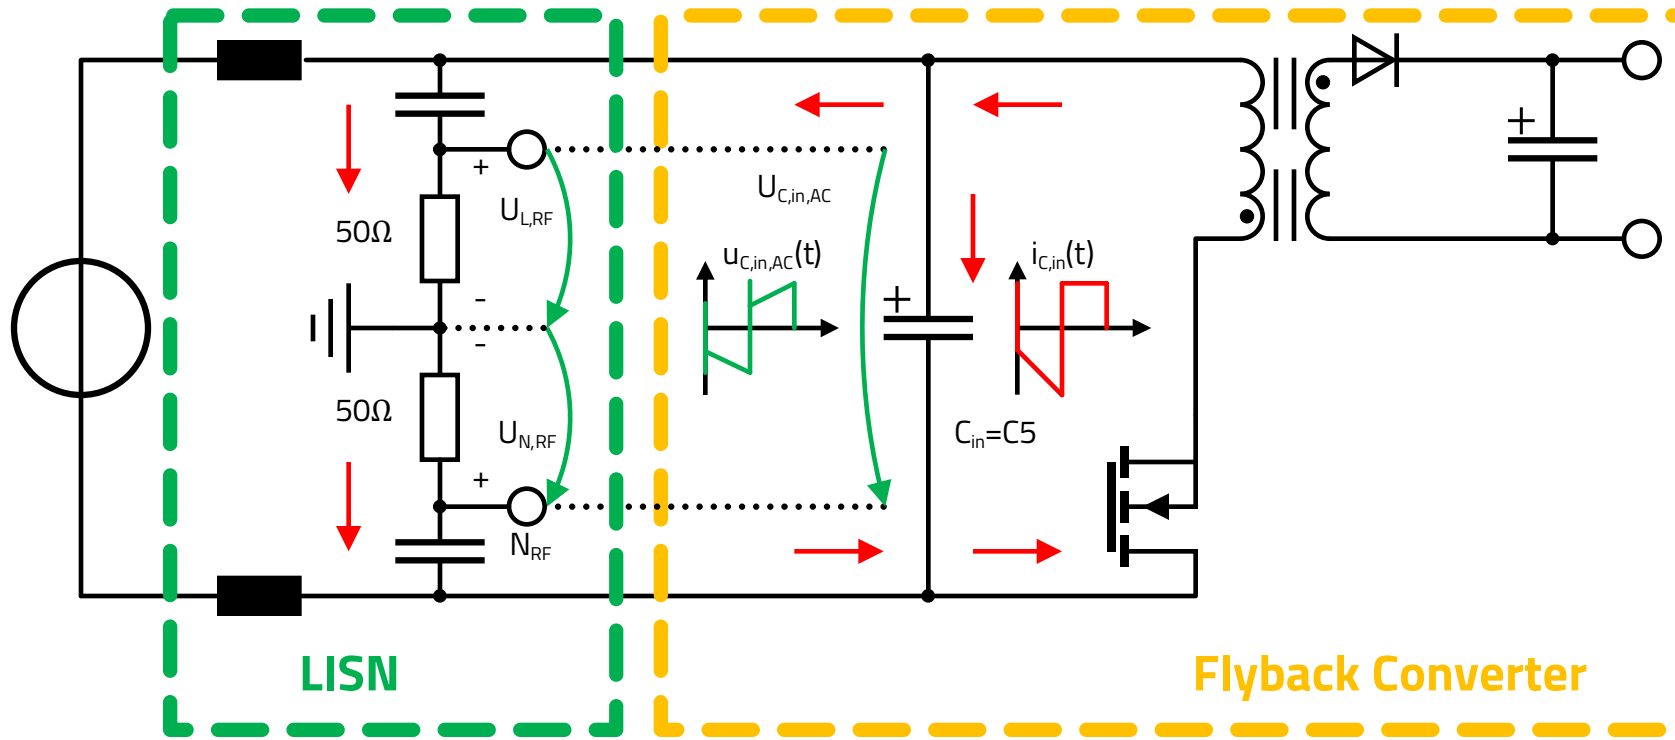 +
U_L,RF
50Ω
-
-
50Ω
U_N,RF
+
N_RF
LISN
U_C,in,AC
u_C,in,AC(t)
+
i_C,in(t)
C_in=C5
+
Flyback Converter